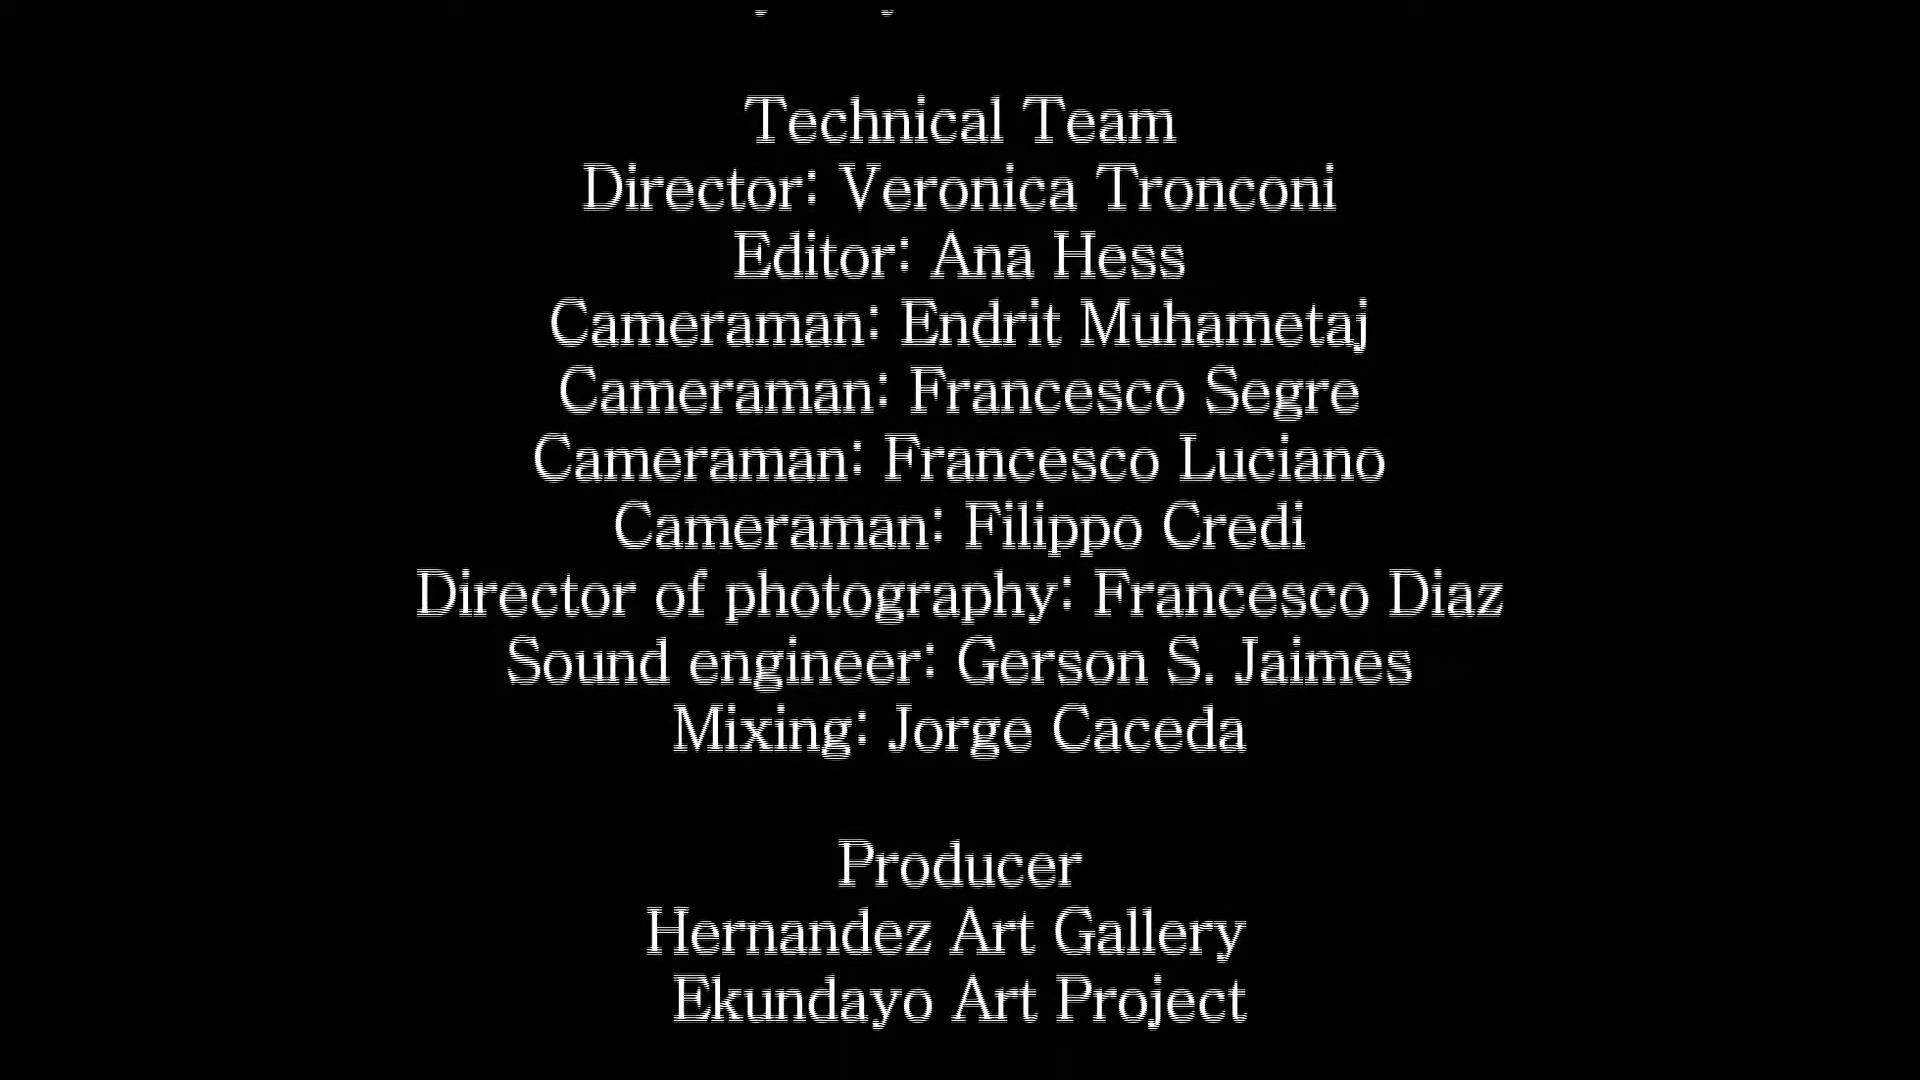 Technical Team
Director: Veronica Tronconi
Editor: Ana Hess
Cameraman: Endrit Muhametaj
Cameraman: Francesco Segre
Cameraman: Francesco Luciano
Cameraman: Filippo Credi
Director of photography: Francesco Diaz
Sound engineer: Gerson S. Jaimes
Mixing: Jorge Caceda
Producer
Hernandez Art Gallery
Ekundayo Art Project